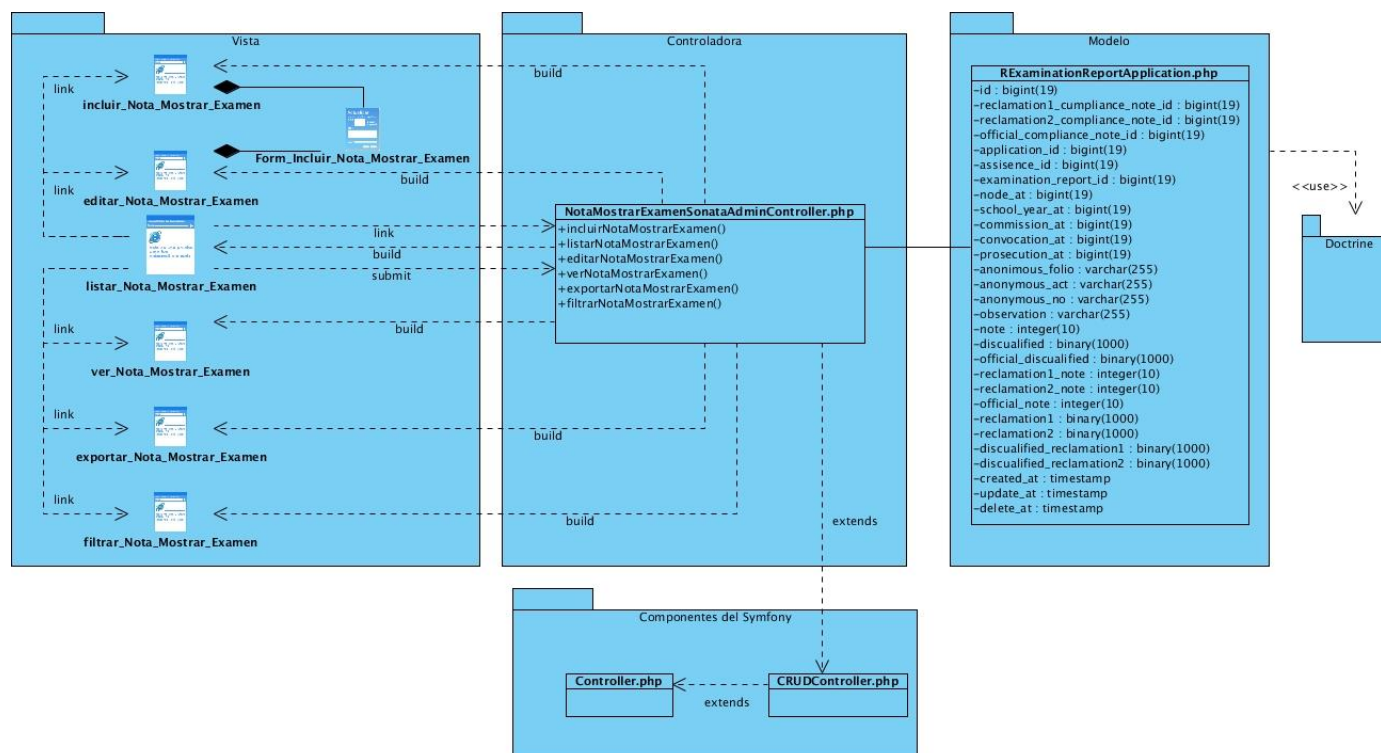 Vista
link
incluir_Nota_Mostrar_Examen
Form_Incluir_Nota_Mostrar_Examen
link
editar_Nota_Mostrar_Examen
listar_Nota_Mostrar_Examen
link
ver_Nota_Mostrar_Examen
link
exportar_Nota_Mostrar_Examen
link
filtrar_Nota_Mostrar_Examen
build
link
build
submit
build
Controladora
build
NotaMostrarExamenSonataAdminController.php
+incluirNotaMostrarExamen()
+listarNotaMostrarExamen()
+editarNotaMostrarExamen()
+verNotaMostrarExamen()
+exportarNotaMostrarExamen()
+filtrarNotaMostrarExamen()
build
build
extends
Modelo
RExaminationReportApplication.php
-id : bigint(19)
-reclamation1_cumpliance_note_id : bigint(19)
-reclamation2_compliance_note_id : bigint(19)
-official_compliance_note_id : bigint(19)
-application_id : bigint(19)
-assisence_id : bigint(19)
-examination_report_id : bigint(19)
-node_at : bigint(19)
-school_year_at : bigint(19)
-commission_at : bigint(19)
-convocation_at : bigint(19)
-prosecution_at : bigint(19)
-anonimous_folio : varchar(255)
-anonymous_act : varchar(255)
-anonymous_no : varchar(255)
-observation : varchar(255)
-note : integer(10)
-discualified : binary(1000)
-official_discualified : binary(1000)
-reclamation1_note : integer(10)
-reclamation2_note : integer(10)
-official_note : integer(10)
-reclamation1 : binary(1000)
-reclamation2 : binary(1000)
-discualified_reclamation1 : binary(1000)
-discualified_reclamation2 : binary(1000)
-created_at : timestamp
-update_at : timestamp
-delete_at : timestamp
<<use>>
Doctrine
Componentes del Symfony
Controller.php
extends
CRUDController.php